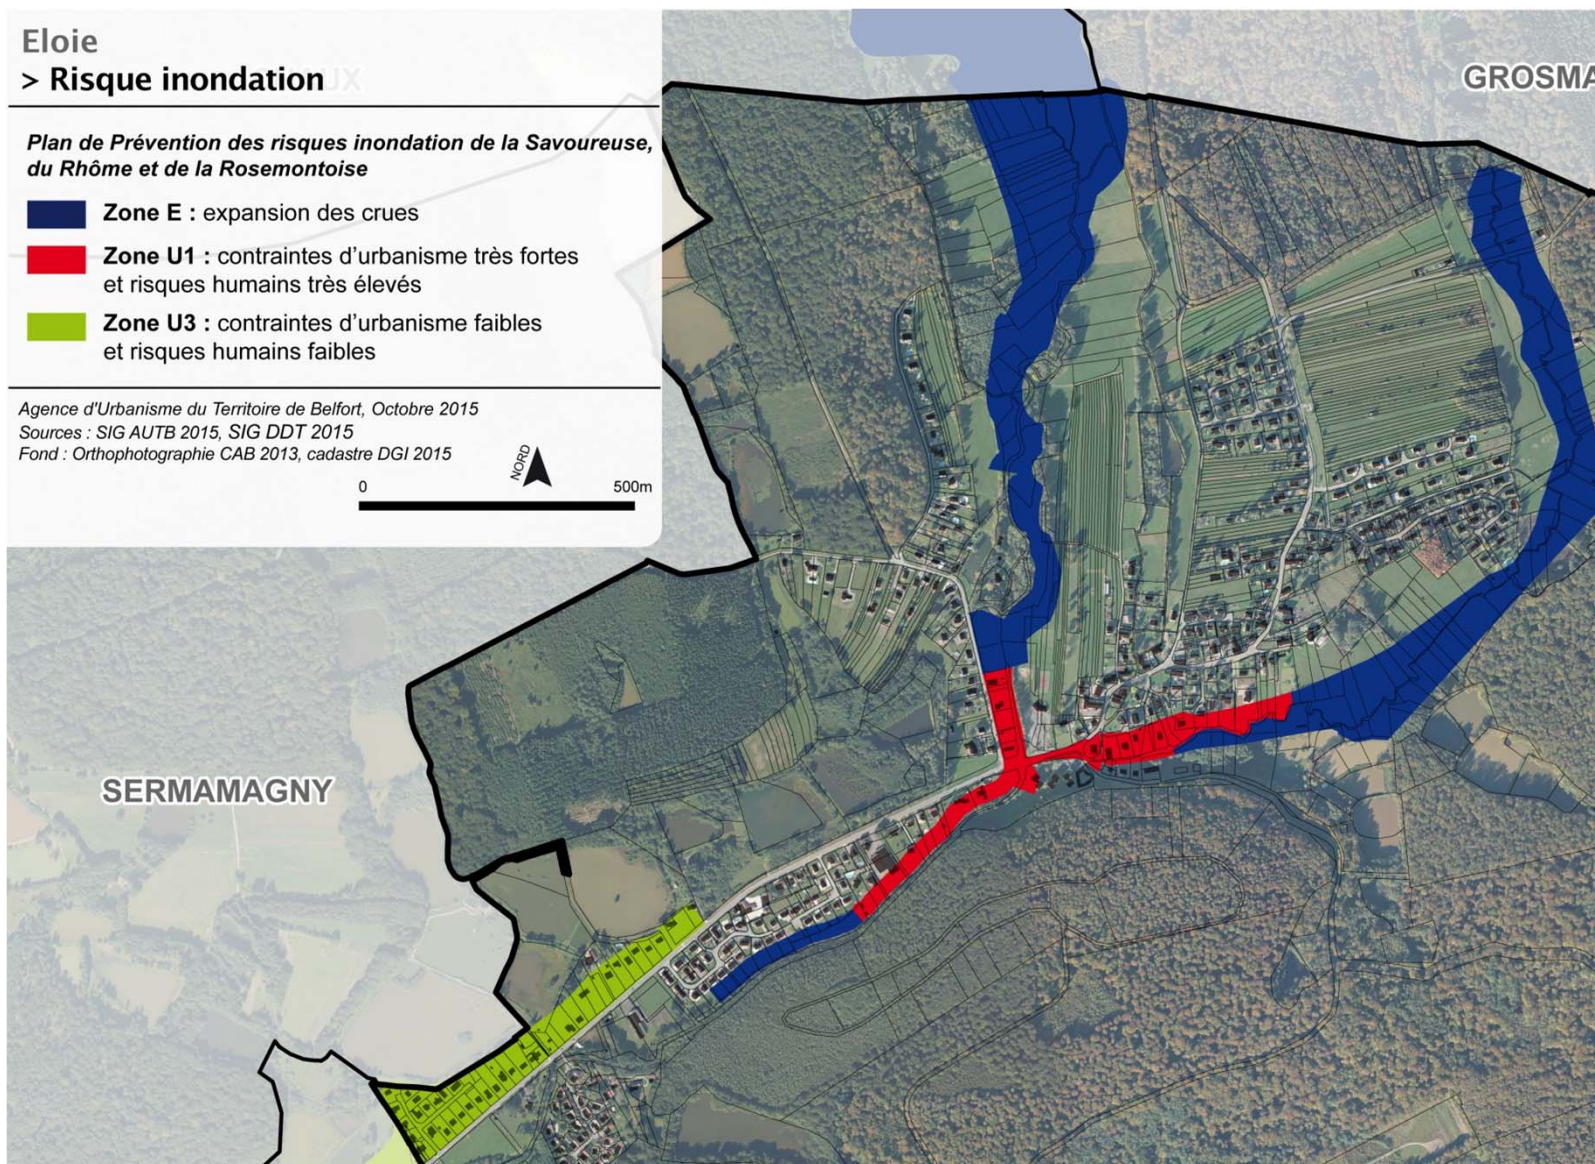 Eloie
> Risque inondation
Plan de Prévention des risques inondation de la Savoureuse,
du Rhôme et de la Rosemontoise
Zone E : expansion des crues
Zone U1 : contraintes d’urbanisme très fortes
et risques humains très élevés
Zone U3 : contraintes d’urbanisme faibles
et risques humains faibles
Agence d'Urbanisme du Territoire de Belfort, Octobre 2015
Sources : SIG AUTB 2015, SIG DDT 2015
Fond : Orthophotographie CAB 2013, cadastre DGI 2015
NORD
0 500m
GROSMA
SERMAMAGNY